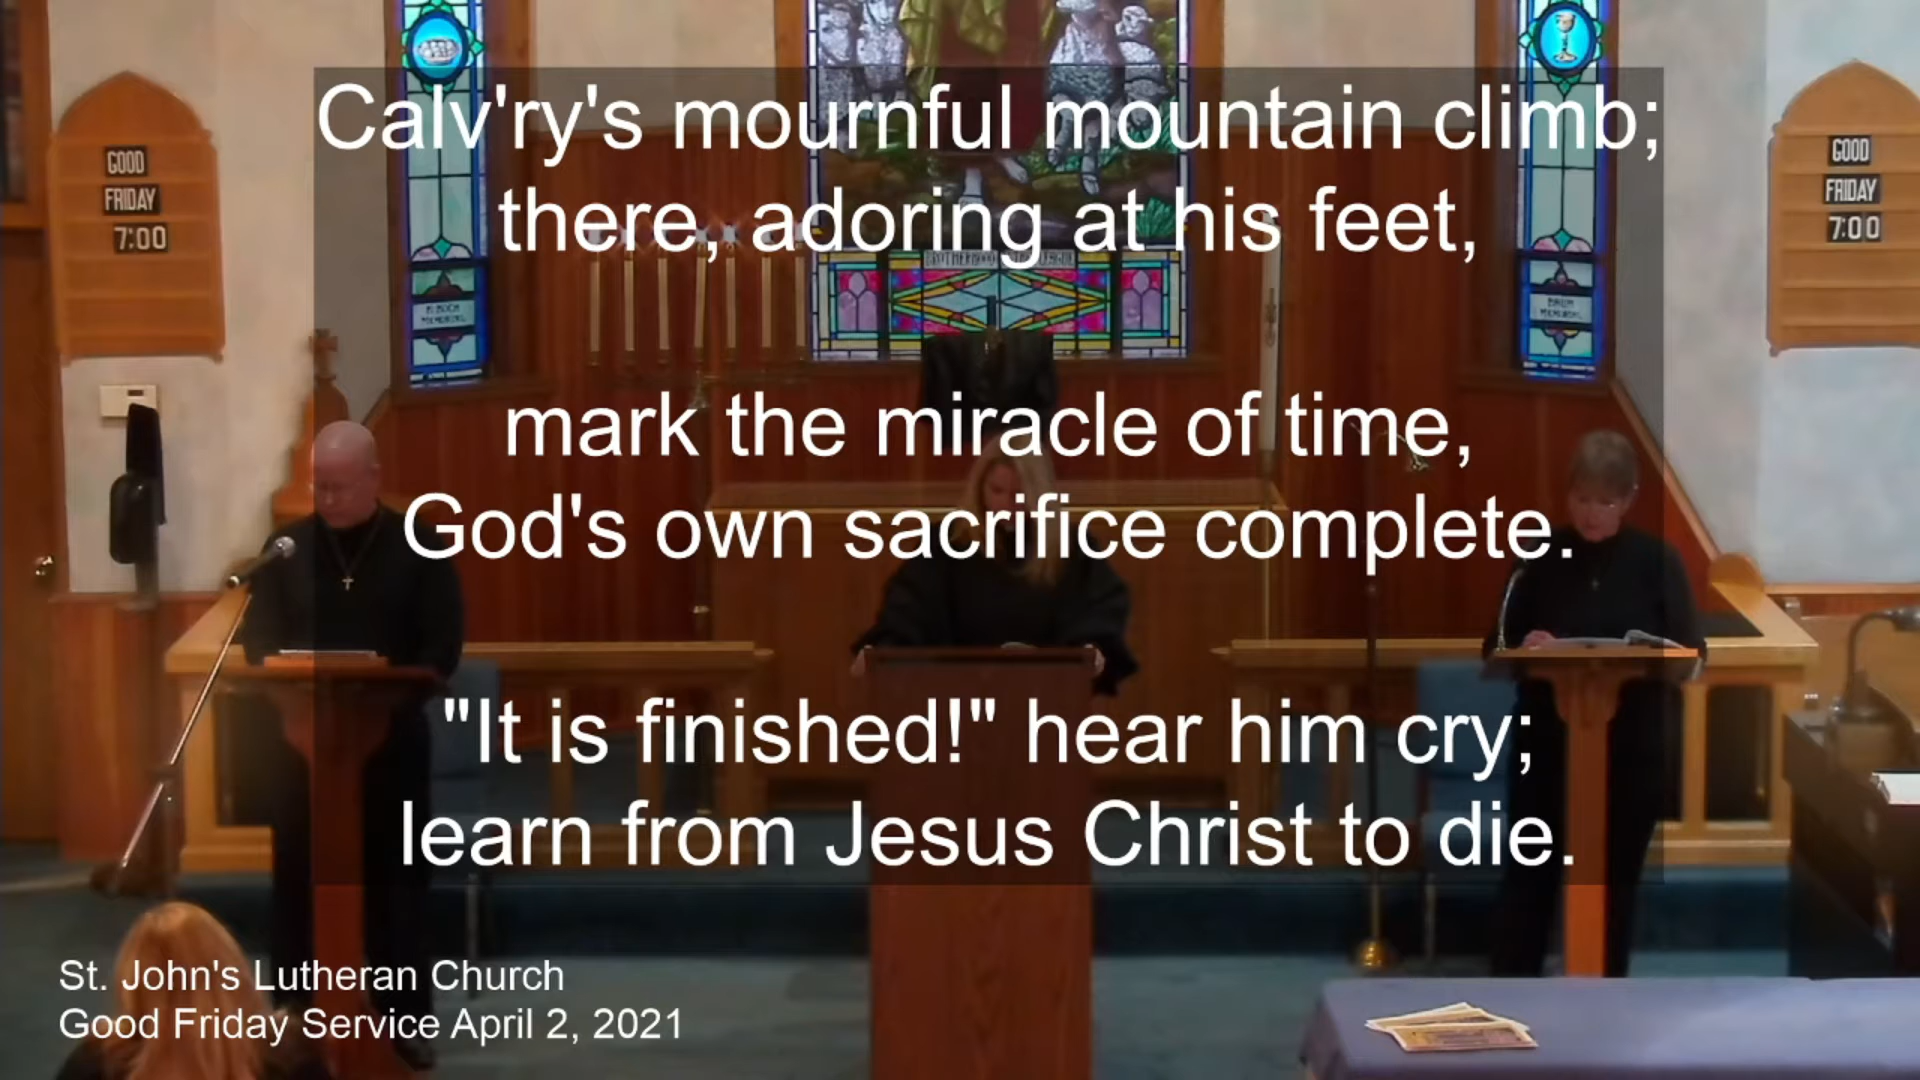 Calv'ry's mournful mountain climb;
there, adoring at his feet,
mark the miracle of time,
God's own sacrifice complete.
"It is finished!" hear him cry;
learn from Jesus Christ to die.
GOOD
FRIDAY
7:00
GOOD
FRIDAY
7:00
MEMORIAL
MEMORIAL
St. John's Lutheran Church
Good Friday Service April 2, 2021